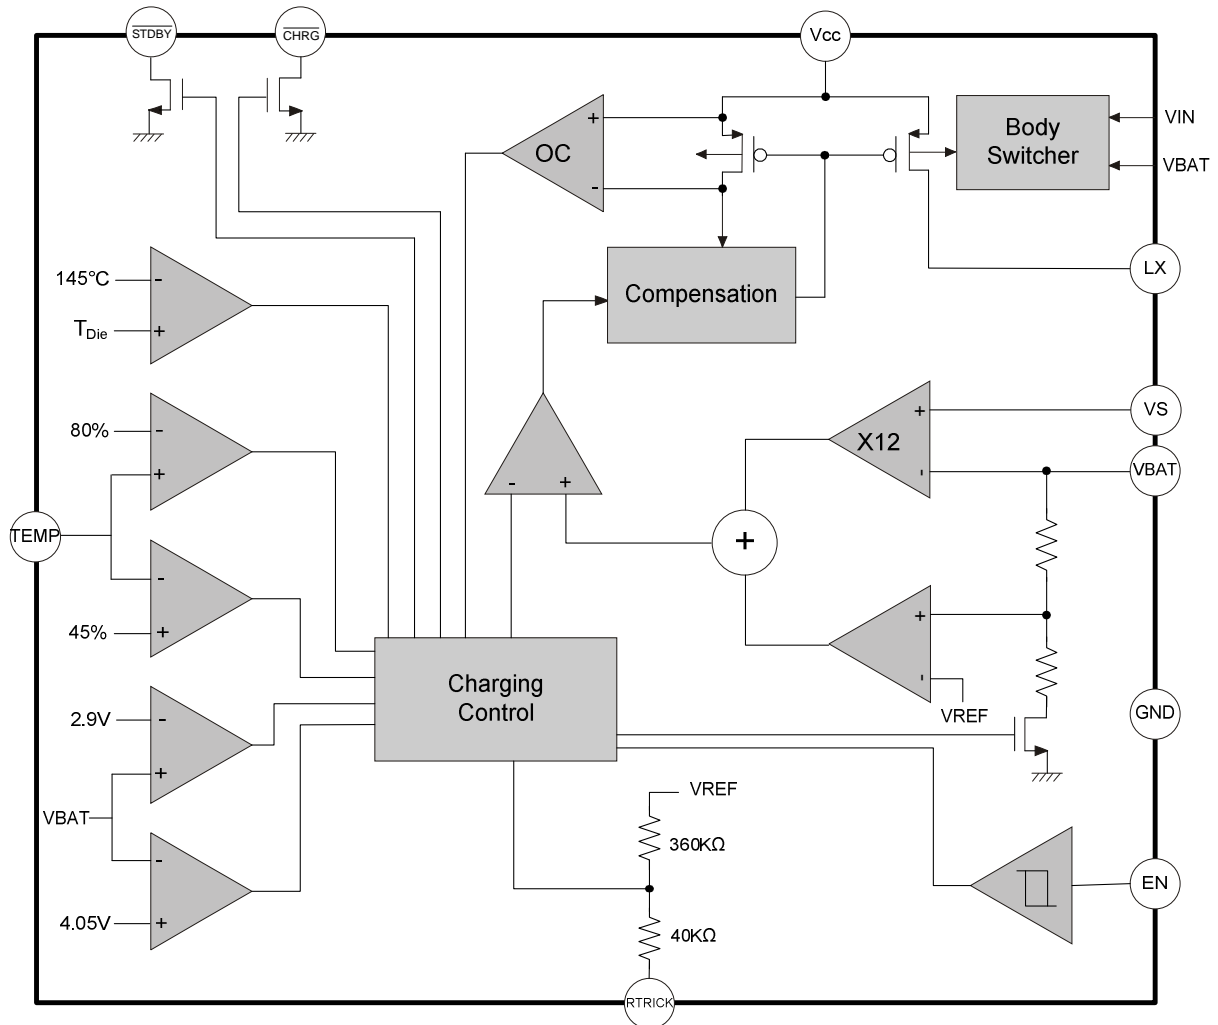 STDBY
CHRG
Vcc
+
OC
-
Body
Switcher
VIN
VBAT
LX
145℃
-
TDie
+
Compensation
80%
-
+
TEMP
-
45%
+
-
+
X12
+
-
VS
VBAT
+
+
-
VREF
GND
Charging
Control
2.9V
-
+
VBAT
-
4.05V
+
VREF
360KΩ
40KΩ
RTRICK
EN